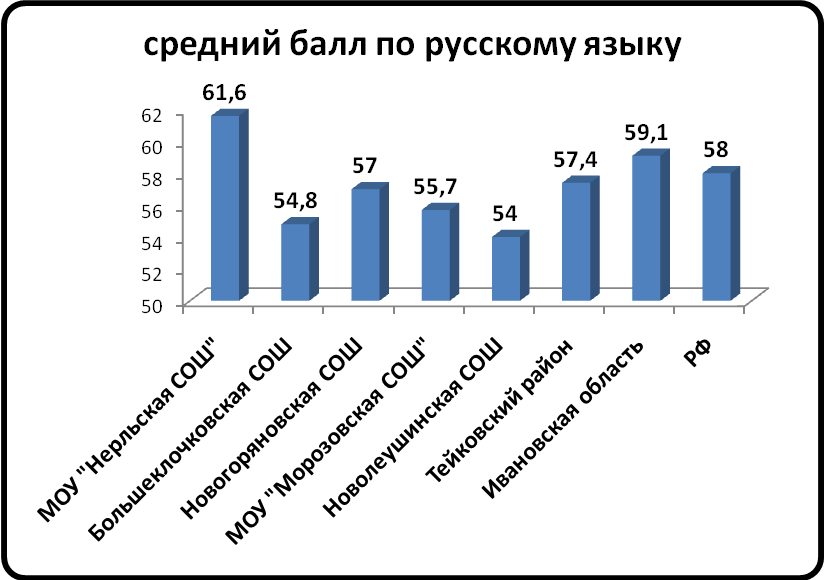 средний балл по русскому языку
61,6
54,8
57
55,7
54
57,4
59,1
58
62
60
58
56
54
52
50
МОУ "Нерльская СОШ"
Большеклочковская СОШ
Новогоряновская СОШ
МОУ "Морозовская СОШ"
Новолеушинская СОШ
Тейковский район
Ивановская область
РФ